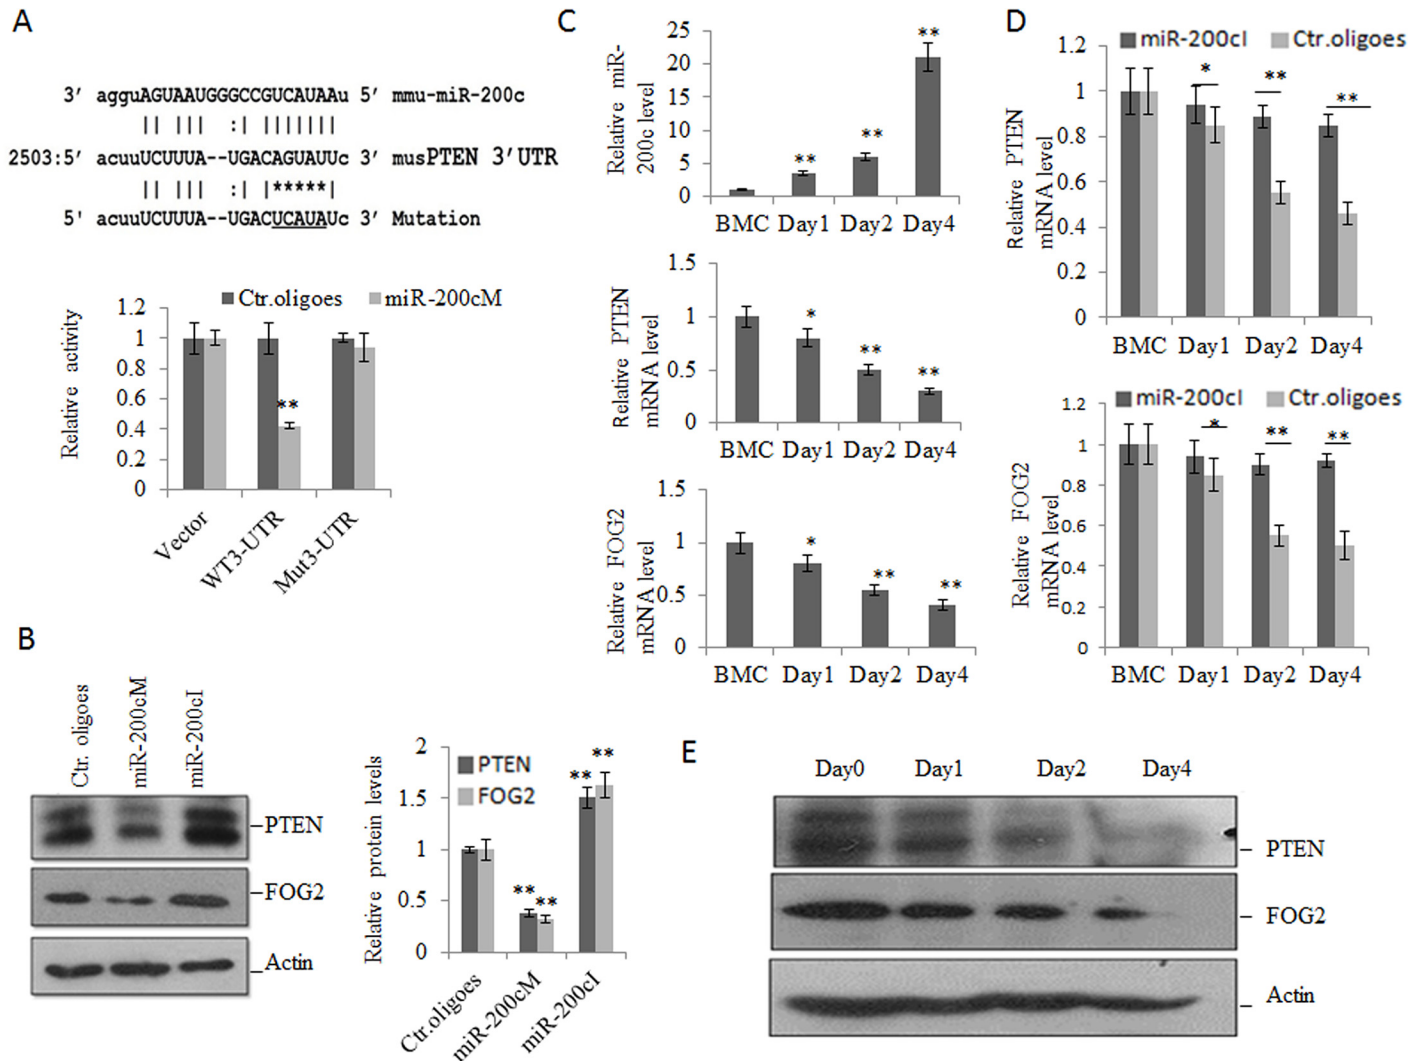 A
3′ agguAGUAAUGGGCCGUCAUAAu 5′ mmu-miR-200c
|| ||| :| |||||||
2503:5′ acuuUCUUUA--UGACAGUAUUc 3′ musPTEN 3′UTR
|| ||| :| |*****|
5' acuuUCUUUA--UGACUCAUAUc 3′ Mutation
Ctr.oligoes miR-200cM
Relative activity
1.2
1
0.8
0.6
0.4
0.2
0
**
Vector WT3-UTR Mut3-UTR
B
Ctr. oligoes miR-200cM miR-200cI
PTEN
FOG2
Actin
Relative protein levels
2
1.5
1
0.5
0
PTEN
FOG2
** ** ** **
Ctr.oligoes miR-200cM miR-200cI
C
Relative miR-
200c level
25
20
15
10
5
0
** ** **
BMC Day1 Day2 Day4
Relative PTEN
mRNA level
1.5
1
0.5
0
* ** **
BMC Day1 Day2 Day4
Relative FOG2
mRNA level
1.5
1
0.5
0
* ** **
BMC Day1 Day2 Day4
D
miR-200cI Ctr.oligoes
Relative PTEN
mRNA level
1.2
1
0.8
0.6
0.4
0.2
0
* ** **
BMC Day1 Day2 Day4
miR-200cI Ctr.oligoes
Relative FOG2
mRNA level
1.2
1
0.8
0.6
0.4
0.2
0
* ** **
BMC Day1 Day2 Day4
E
Day0 Day1 Day2 Day4
PTEN
FOG2
Actin